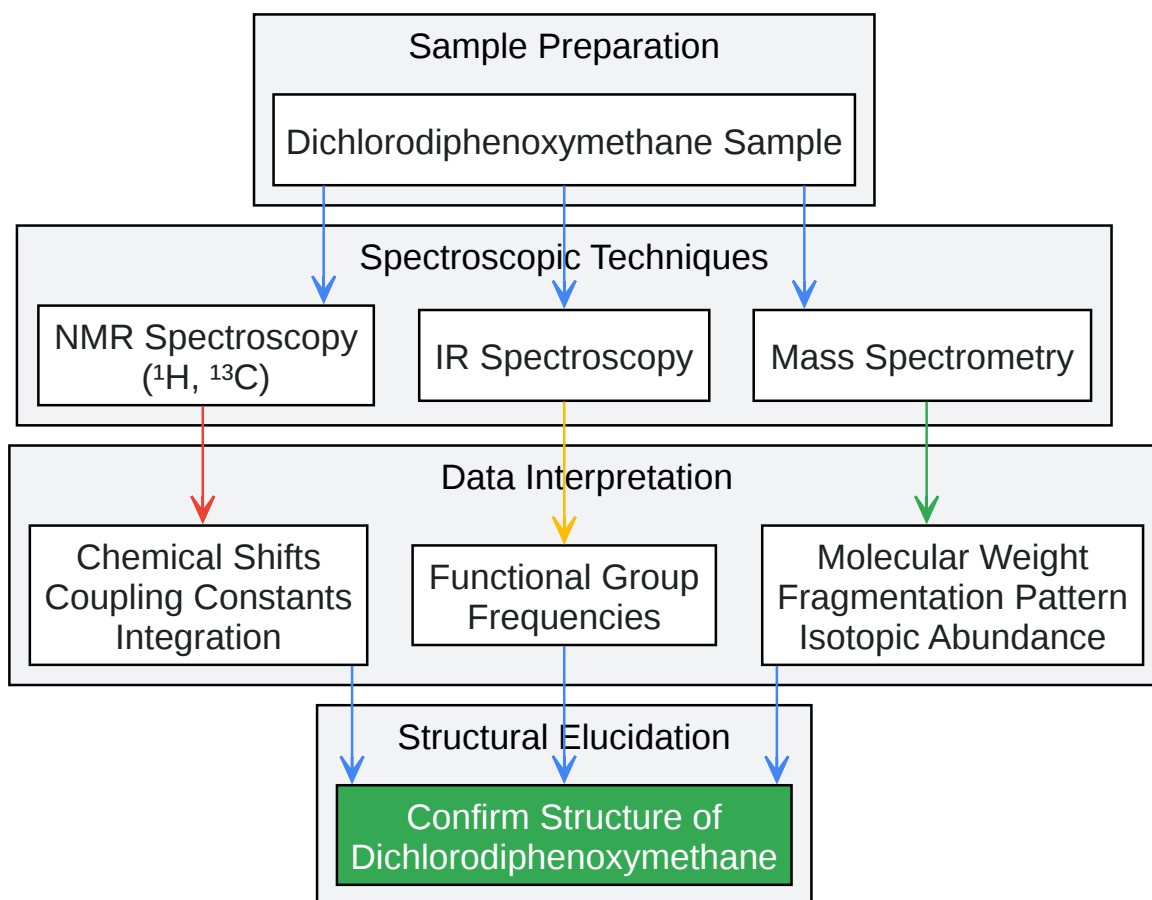 Sample Preparation
Dichlorodiphenoxymethane Sample
Spectroscopic Techniques
NMR Spectroscopy
(¹H, ¹³C)
IR Spectroscopy
Mass Spectrometry
Data Interpretation
Chemical Shifts
Coupling Constants
Integration
Functional Group
Frequencies
Molecular Weight
Fragmentation Pattern
Isotopic Abundance
Structural Elucidation
Confirm Structure of
Dichlorodiphenoxymethane